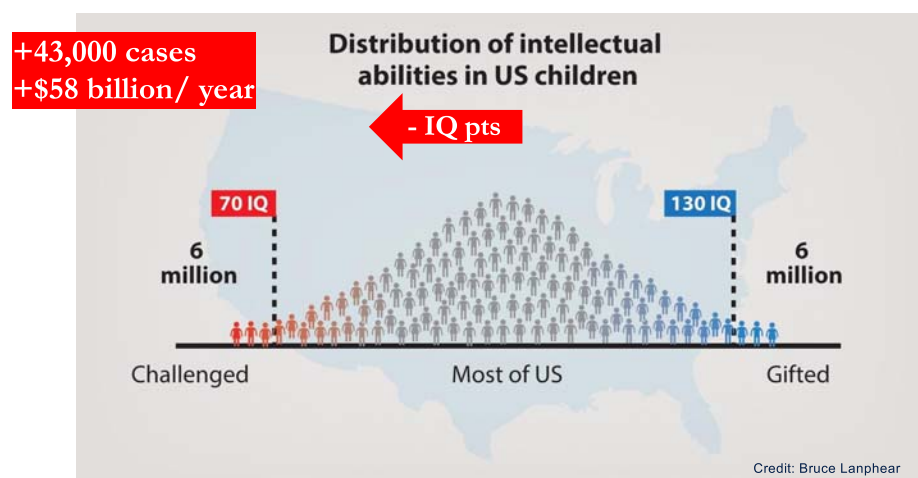 +43,000 cases
+$58 billion/ year
Distribution of intellectual
abilities in US children
- IQ pts
70 IQ
130 IQ
6
million
6
million
Challenged
Most of US
Gifted
Credit: Bruce Lanphear